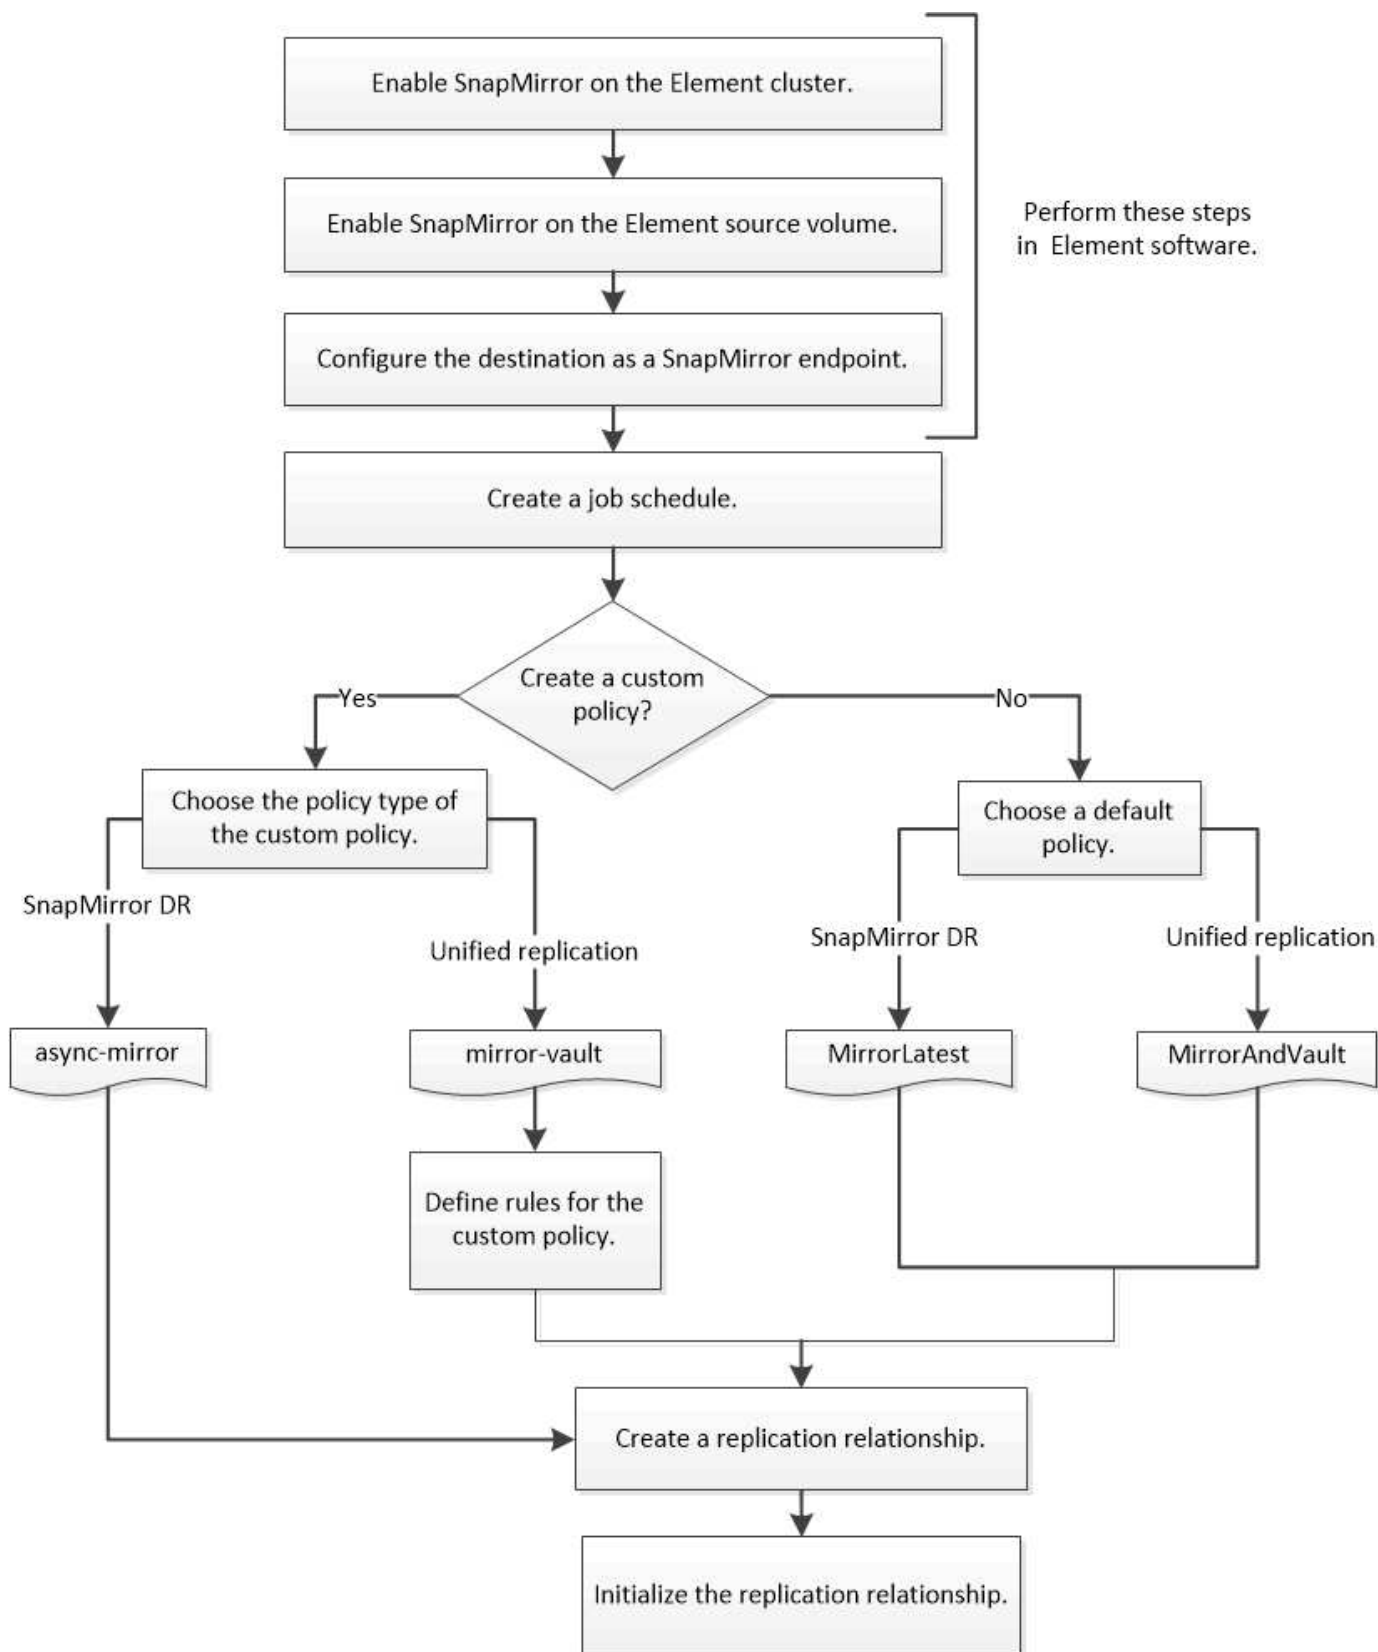 Enable SnapMirror on the Element cluster.
Enable SnapMirror on the Element source volume.
Perform these steps
in Element software.
Configure the destination as a SnapMirror endpoint.
Create a job schedule.
Create a custom
policy?
Yes
No
Choose the policy type of
the custom policy.
Choose a default
policy.
SnapMirror DR
Unified replication
SnapMirror DR
Unified replication
async-mirror
mirror-vault
MirrorLatest
MirrorAndVault
Define rules for the
custom policy.
Create a replication relationship.
Initialize the replication relationship.